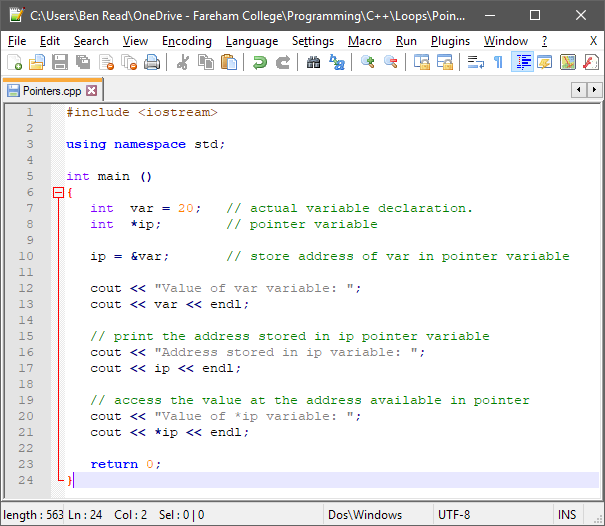 C:\Users\Ben Read\OneDrive - Fareham College\Programming\C++\Loops\Poin...
File Edit Search View Encoding Language Settings Macro Run Plugins Window ? X
Pointers.cpp
1 #include <iostream>
2
3 using namespace std;
4
5 int main ()
6 {
7    int  var = 20;   // actual variable declaration.
8    int  *ip;        // pointer variable
9
10    ip = &var;       // store address of var in pointer variable
11
12    cout << "Value of var variable: ";
13    cout << var << endl;
14
15    // print the address stored in ip pointer variable
16    cout << "Address stored in ip variable: ";
17    cout << ip << endl;
18
19    // access the value at the address available in pointer
20    cout << "Value of *ip variable: ";
21    cout << *ip << endl;
22
23    return 0;
24 }
length : 563 Ln : 24 Col : 2 Sel : 0 | 0 Dos\Windows UTF-8 INS